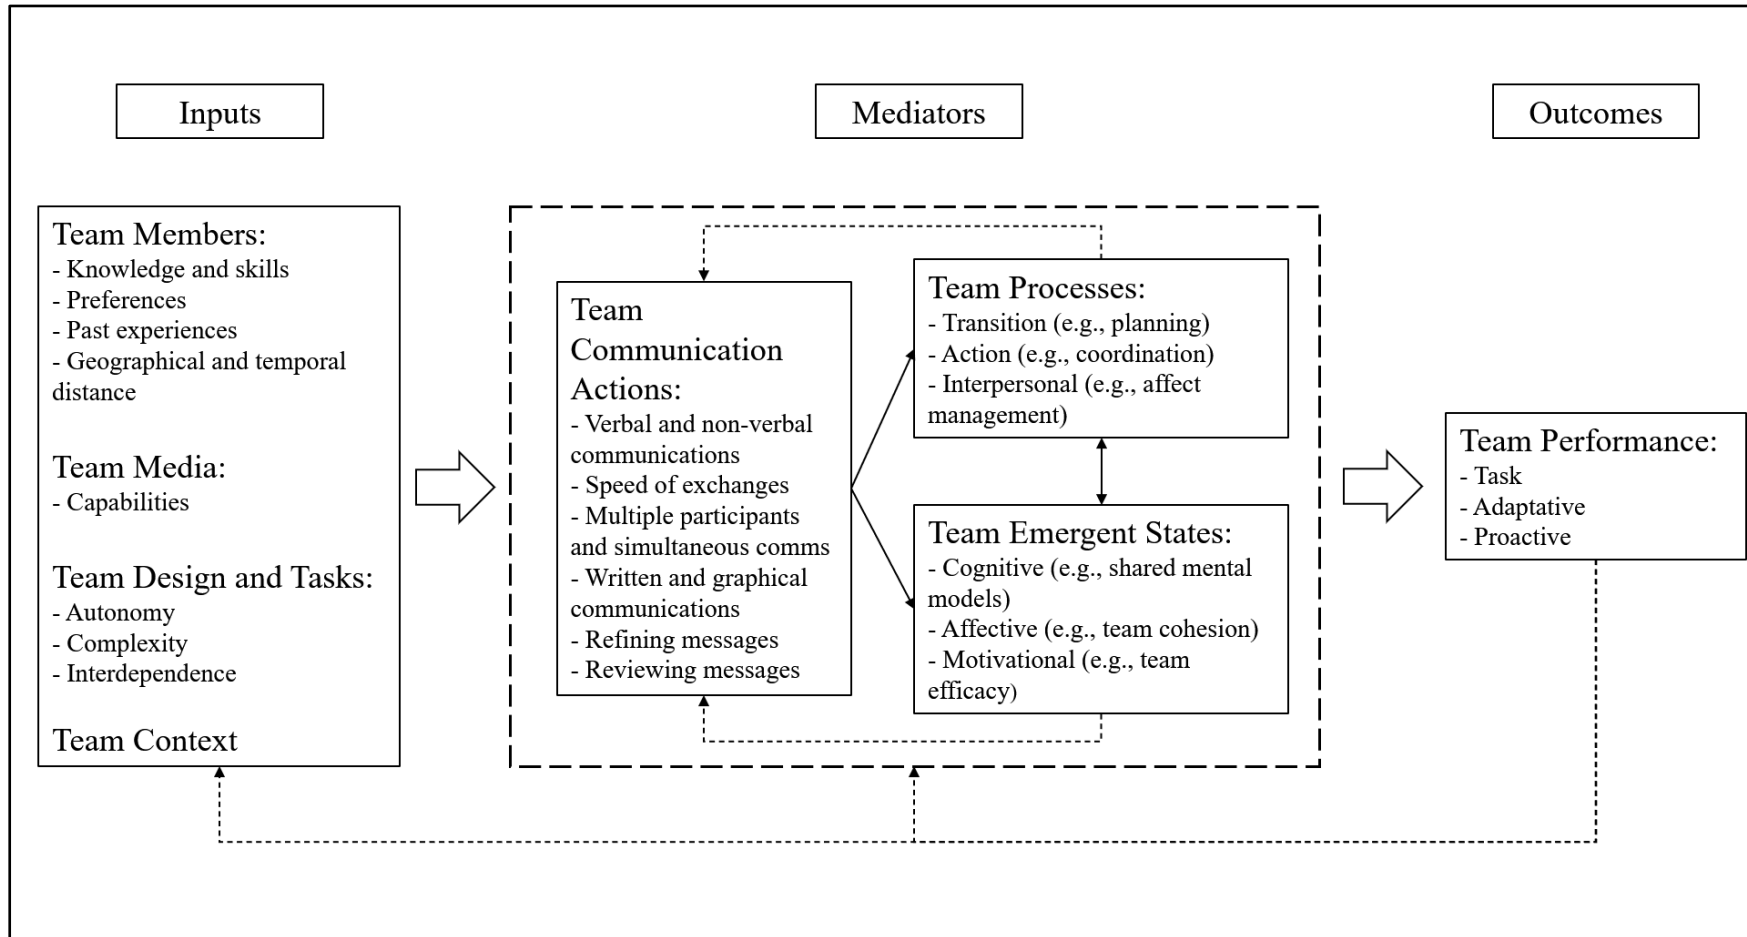 Inputs
Mediators
Outcomes
Team Members:
- Knowledge and skills
- Preferences
- Past experiences
- Geographical and temporal
distance
Team Media:
- Capabilities
Team Design and Tasks:
- Autonomy
- Complexity
- Interdependence
Team Context
Team
Communication
Actions:
- Verbal and non-verbal
communications
- Speed of exchanges
- Multiple participants
and simultaneous comms
- Written and graphical
communications
- Refining messages
- Reviewing messages
Team Processes:
- Transition (e.g., planning)
- Action (e.g., coordination)
- Interpersonal (e.g., affect
management)
Team Emergent States:
- Cognitive (e.g., shared mental
models)
- Affective (e.g., team cohesion)
- Motivational (e.g., team
efficacy)
Team Performance:
- Task
- Adaptative
- Proactive